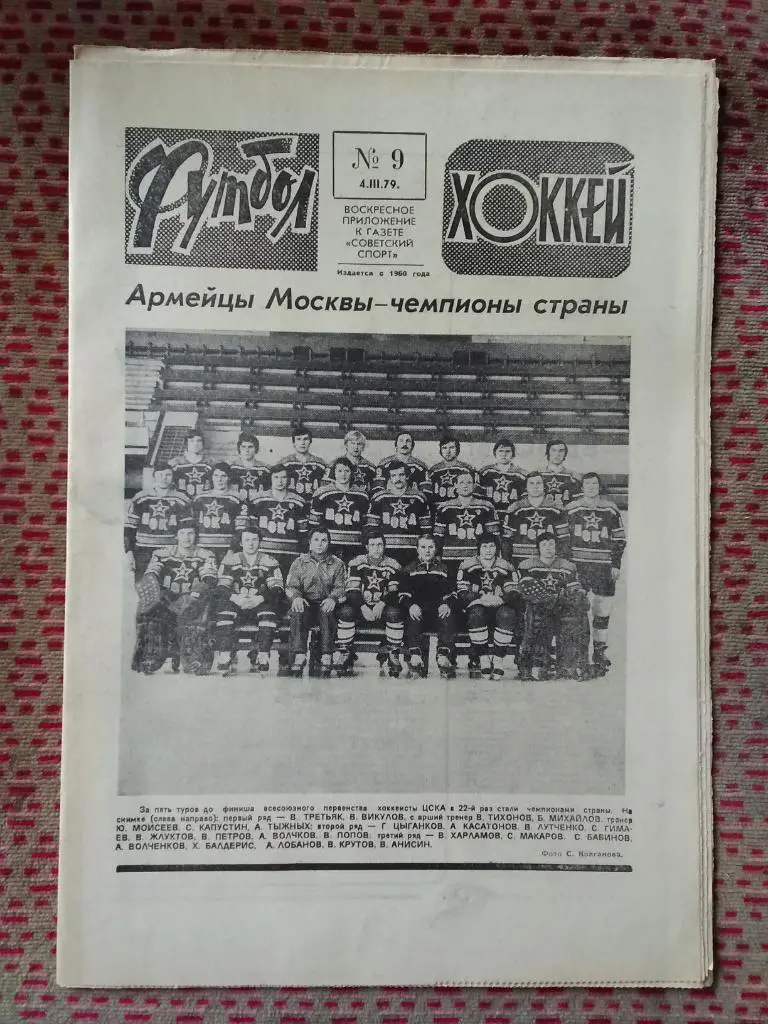 Футбол
№ 9
4.III.79.
ВОСКРЕСНОЕ
ПРИЛОЖЕНИЕ
К ГАЗЕТЕ
«СОВЕТСКИЙ
СПОРТ»
Издается с 1960 года
ХОККЕЙ
Армейцы Москвы—чемпионы страны
За пять туров до финиша всесоюзного первенства хоккеисты ЦСКА в 22-й раз стали чемпионами страны. На
снимке (слева направо): первый ряд — В. ТРЕТЬЯК, В. ВИКУЛОВ, с арший тренер В. ТИХОНОВ, Б. МИХАЙЛОВ, тренер
Ю. МОИСЕЕВ, С. КАПУСТИН, А. ТЫЖНЫХ; второй ряд — Г. ЦЫГАНКОВ, А. КАСАТОНОВ, В. ЛУТЧЕНКО, С. ГИМА-
ЕВ, В. ЖЛУКТОВ, В. ПЕТРОВ, А. ВОЛЧКОВ, В. ПОПОВ; третий ряд — В. ХАРЛАМОВ, С. МАКАРОВ, С. БАБИНОВ,
А. ВОЛЧЕНКОВ, Х. БАЛДЕРИС, А. ЛОБАНОВ, В. КРУТОВ, В. АНИСИН.
Фото С. Колганова.